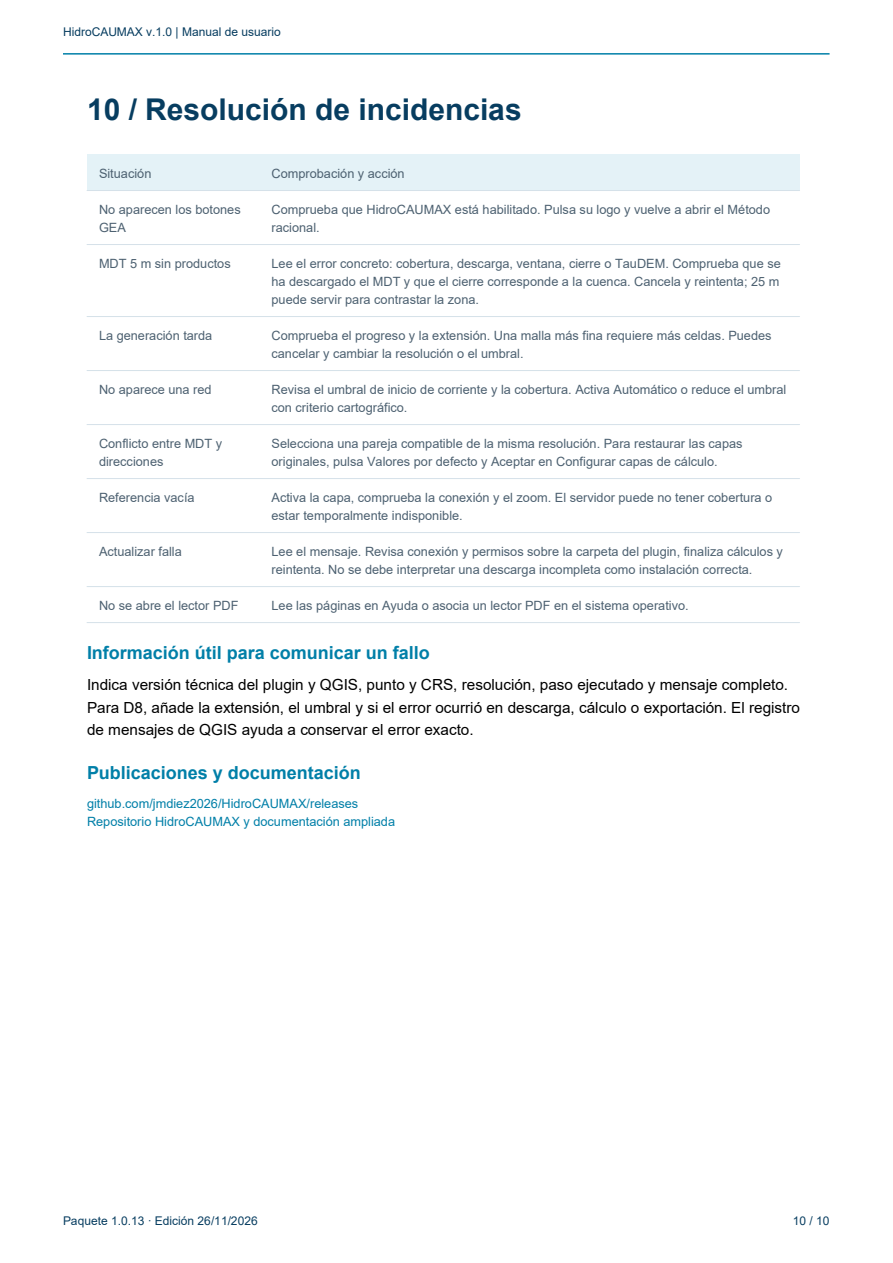 HidroCAUMAX v.1.0 | Manual de usuario
10 / Resolución de incidencias
Situación
Comprobación y acción
No aparecen los botones
GEA
Comprueba que HidroCAUMAX está habilitado. Pulsa su logo y vuelve a abrir el Método
racional.
MDT 5 m sin productos
Lee el error concreto: cobertura, descarga, ventana, cierre o TauDEM. Comprueba que se
ha descargado el MDT y que el cierre corresponde a la cuenca. Cancela y reintenta; 25 m
puede servir para contrastar la zona.
La generación tarda
Comprueba el progreso y la extensión. Una malla más fina requiere más celdas. Puedes
cancelar y cambiar la resolución o el umbral.
No aparece una red
Revisa el umbral de inicio de corriente y la cobertura. Activa Automático o reduce el umbral
con criterio cartográfico.
Conflicto entre MDT y
direcciones
Selecciona una pareja compatible de la misma resolución. Para restaurar las capas
originales, pulsa Valores por defecto y Aceptar en Configurar capas de cálculo.
Referencia vacía
Activa la capa, comprueba la conexión y el zoom. El servidor puede no tener cobertura o
estar temporalmente indisponible.
Actualizar falla
Lee el mensaje. Revisa conexión y permisos sobre la carpeta del plugin, finaliza cálculos y
reintenta. No se debe interpretar una descarga incompleta como instalación correcta.
No se abre el lector PDF
Lee las páginas en Ayuda o asocia un lector PDF en el sistema operativo.
Información útil para comunicar un fallo
Indica versión técnica del plugin y QGIS, punto y CRS, resolución, paso ejecutado y mensaje completo.
Para D8, añade la extensión, el umbral y si el error ocurrió en descarga, cálculo o exportación. El registro
de mensajes de QGIS ayuda a conservar el error exacto.
Publicaciones y documentación
github.com/jmdiez2026/HidroCAUMAX/releases
Repositorio HidroCAUMAX y documentación ampliada
Paquete 1.0.13 · Edición 26/11/2026
10 / 10